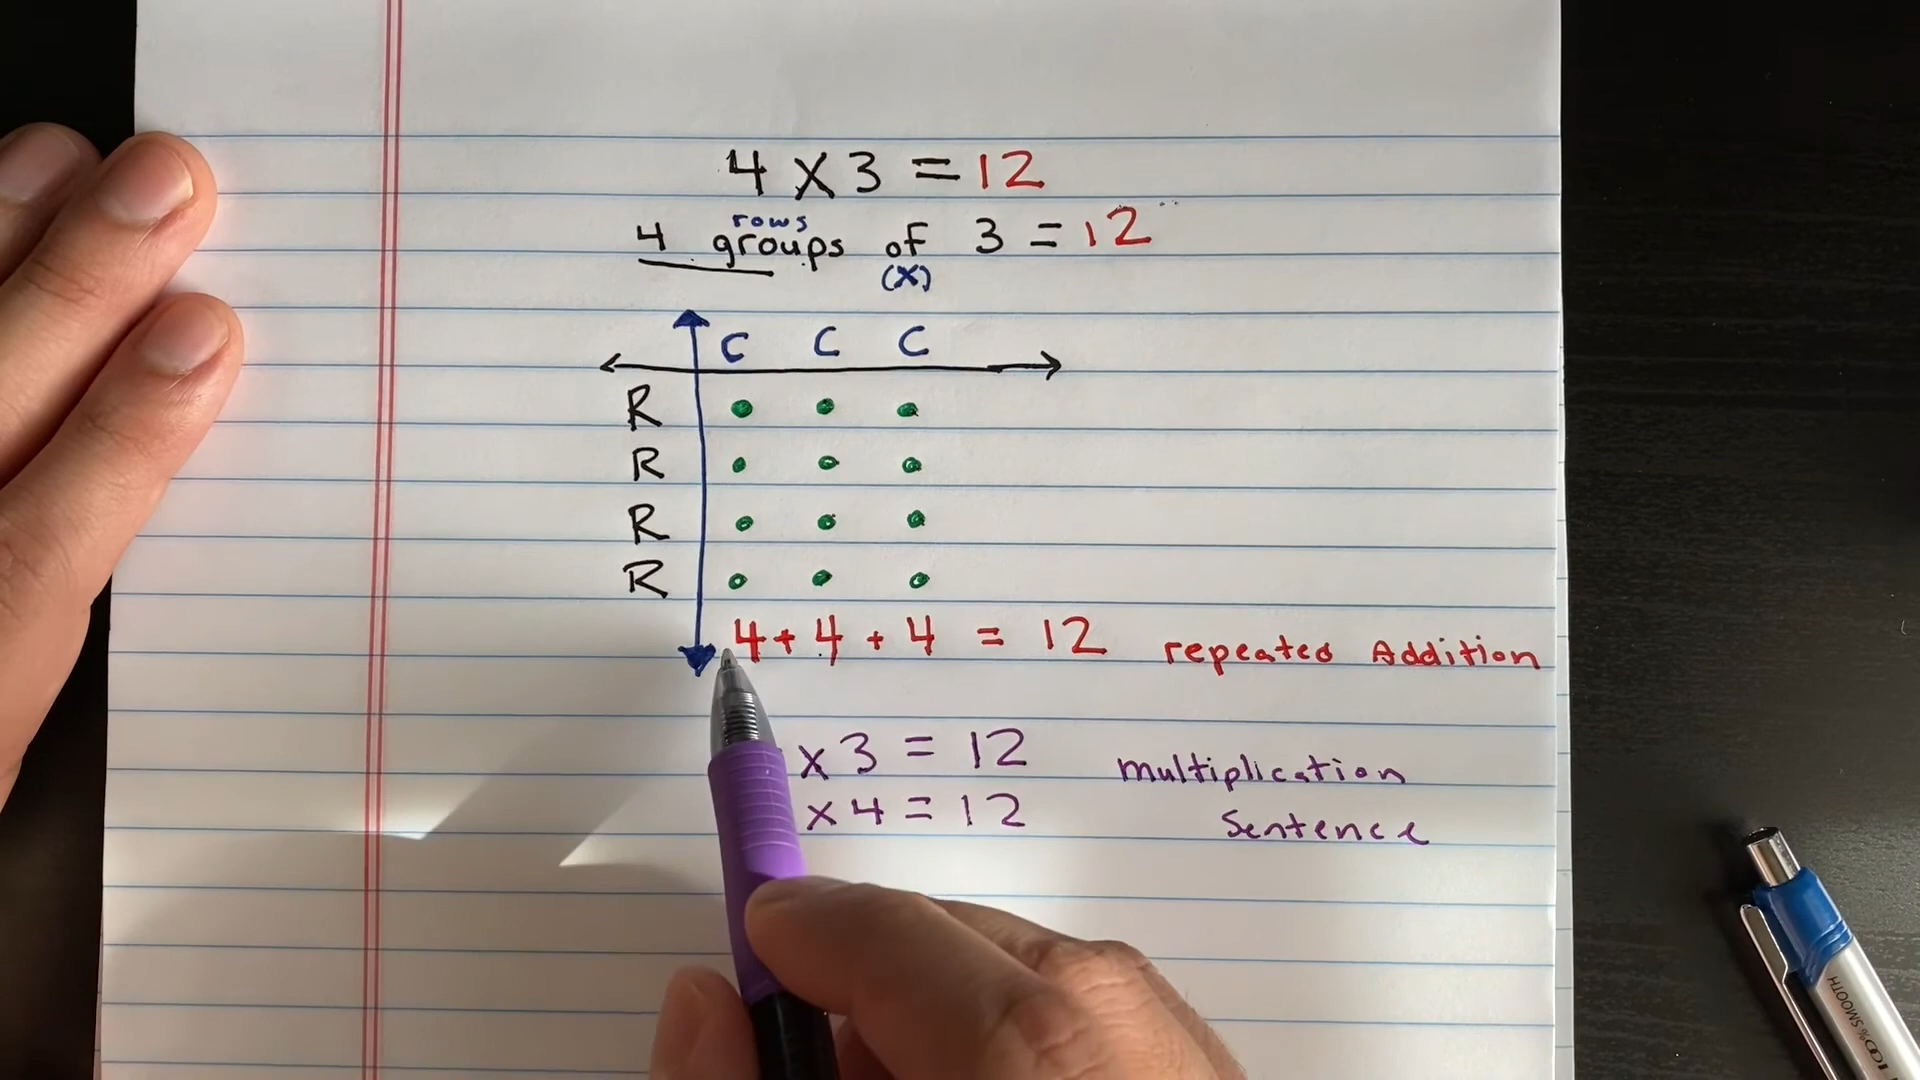 4 x 3 = 12
rows
4 groups of 3 = 12
(x)
C C C
R
R
R
R
4 + 4 + 4 = 12 repeated Addition
x 3 = 12 multiplication
x 4 = 12 Sentence
100% SMOOTH